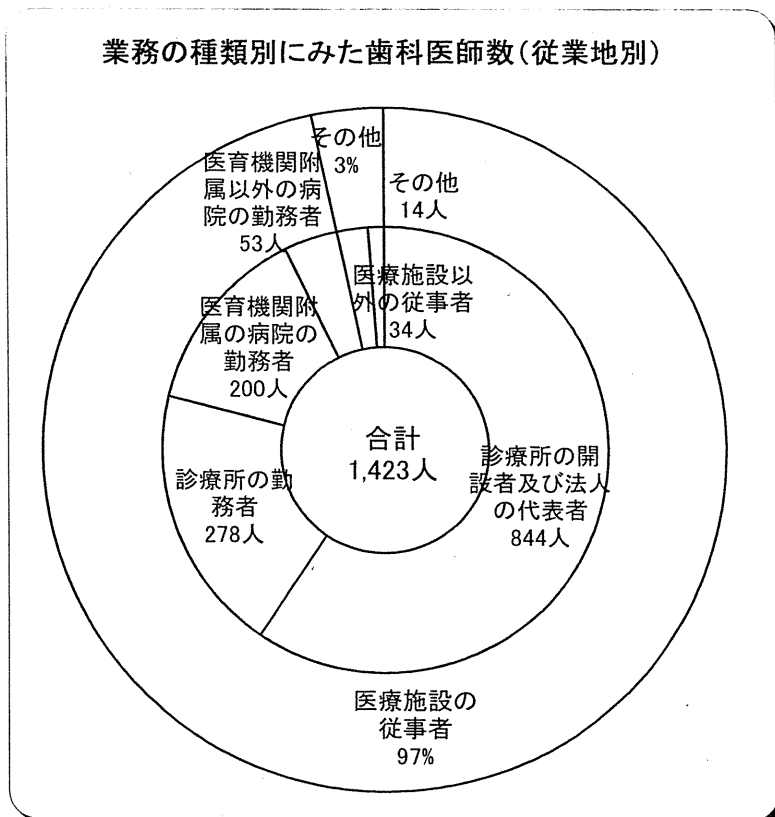 業務の種類別にみた歯科医師数(従業地別)
その他
3%
医育機関附
属以外の病
院の勤務者
53人
その他
14人
医療施設以
外の従事者
34人
医育機関附
属の病院の
勤務者
200人
合計
1,423人
診療所の開
設者及び法人
の代表者
844人
診療所の勤
務者
278人
医療施設の
従事者
97%